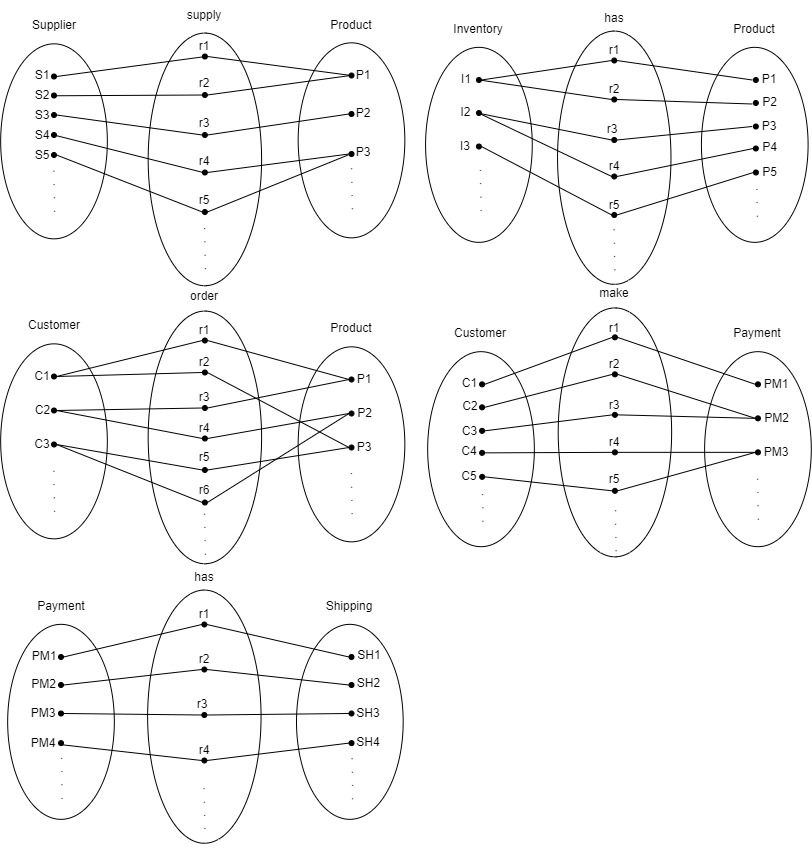 supply
Supplier
Product
r1
S1
P1
r2
S2
P2
r3
S3
S4
P3
r4
S5
r5
has
Inventory
Product
r1
I1
P1
r2
P2
I2
P3
r3
I3
P4
r4
P5
r5
order
Customer
Product
r1
r2
C1
P1
r3
C2
P2
r4
C3
P3
r5
r6
make
Customer
Payment
r1
r2
C1
PM1
C2
r3
PM2
C3
r4
C4
PM3
C5
r5
has
Payment
Shipping
r1
PM1
SH1
r2
PM2
SH2
r3
PM3
SH3
PM4
SH4
r4